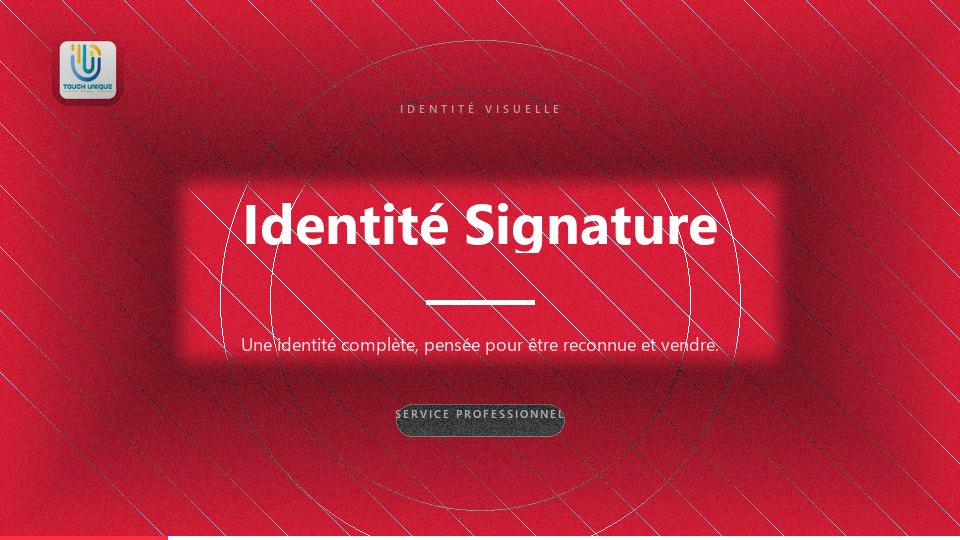 TOUCH UNIQUE
IDENTITÉ VISUELLE
Identité Signature
Une identité complète, pensée pour être reconnue et vendre.
SERVICE PROFESSIONNEL